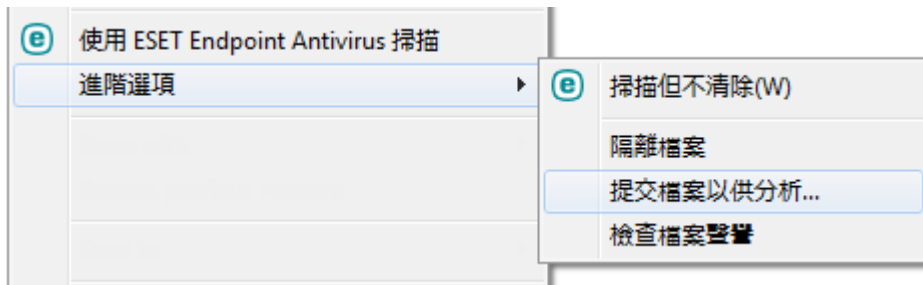 使用 ESET Endpoint Antivirus 掃描
進階選項
掃描但不清除(W)
隔離檔案
提交檔案以供分析...
檢查檔案聲譽